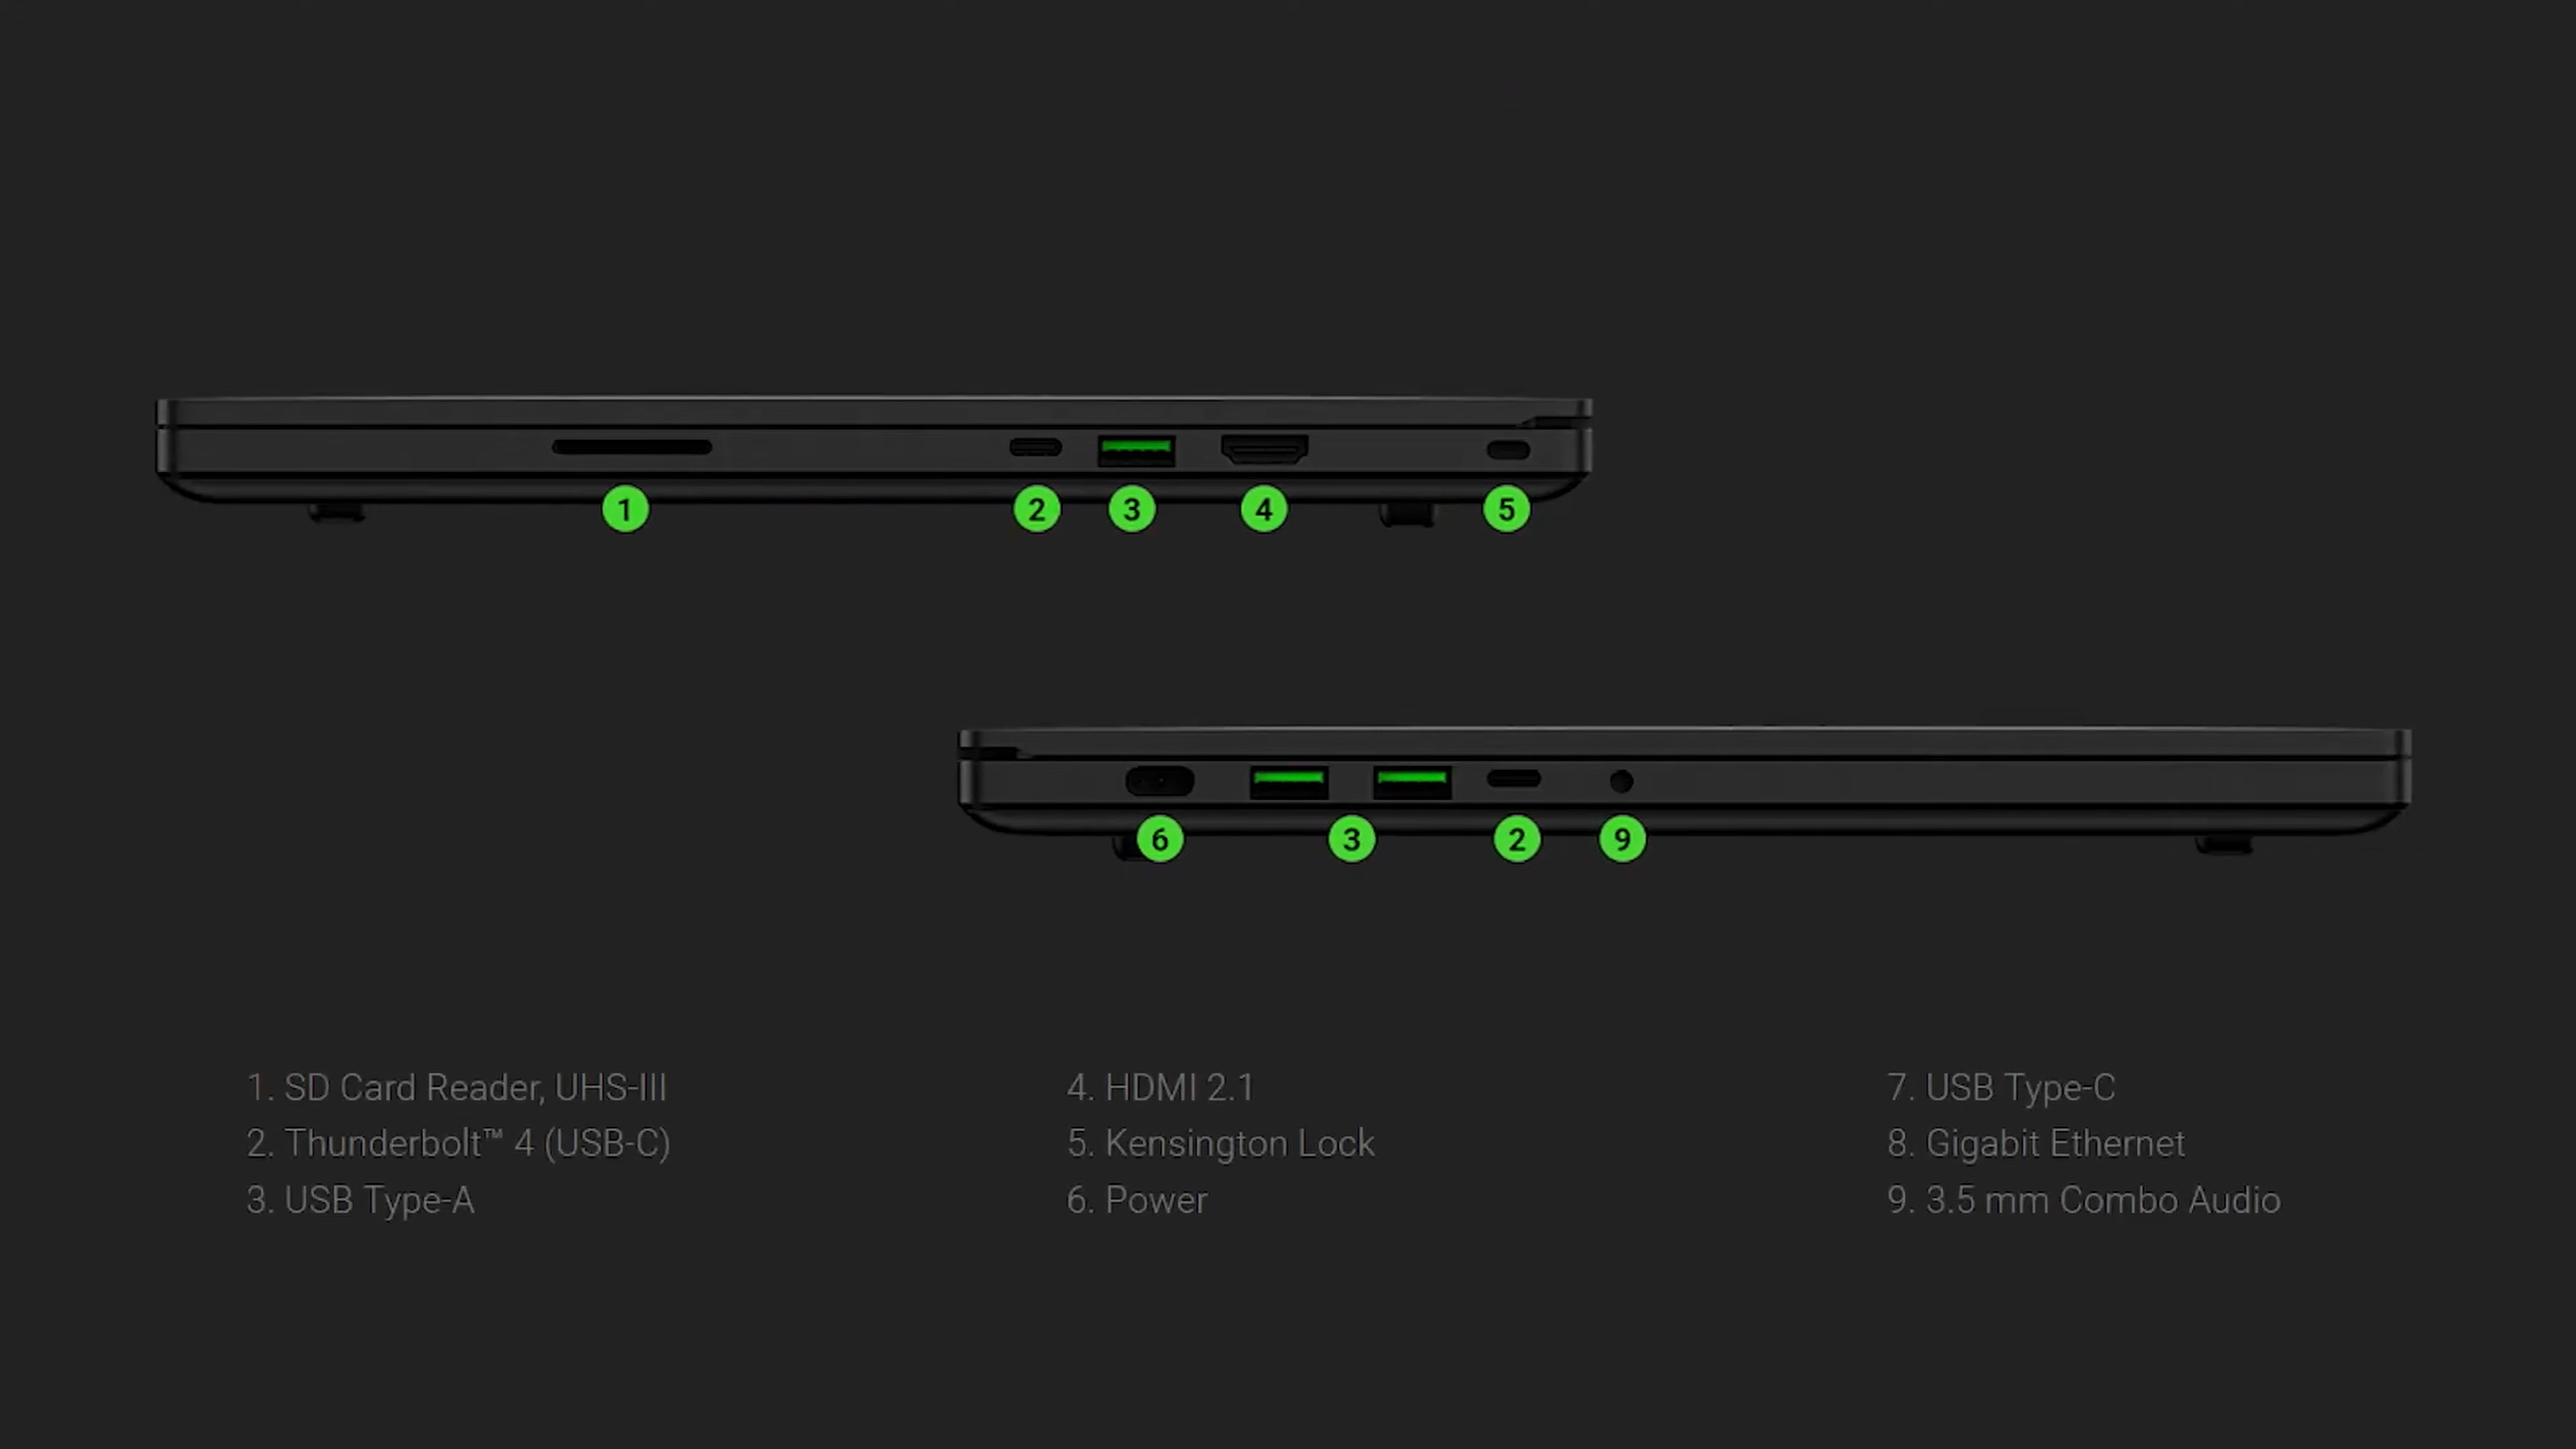 1 2 3 4 5
6 3 2 9
1. SD Card Reader, UHS-III
2. Thunderbolt™ 4 (USB-C)
3. USB Type-A
4. HDMI 2.1
5. Kensington Lock
6. Power
7. USB Type-C
8. Gigabit Ethernet
9. 3.5 mm Combo Audio